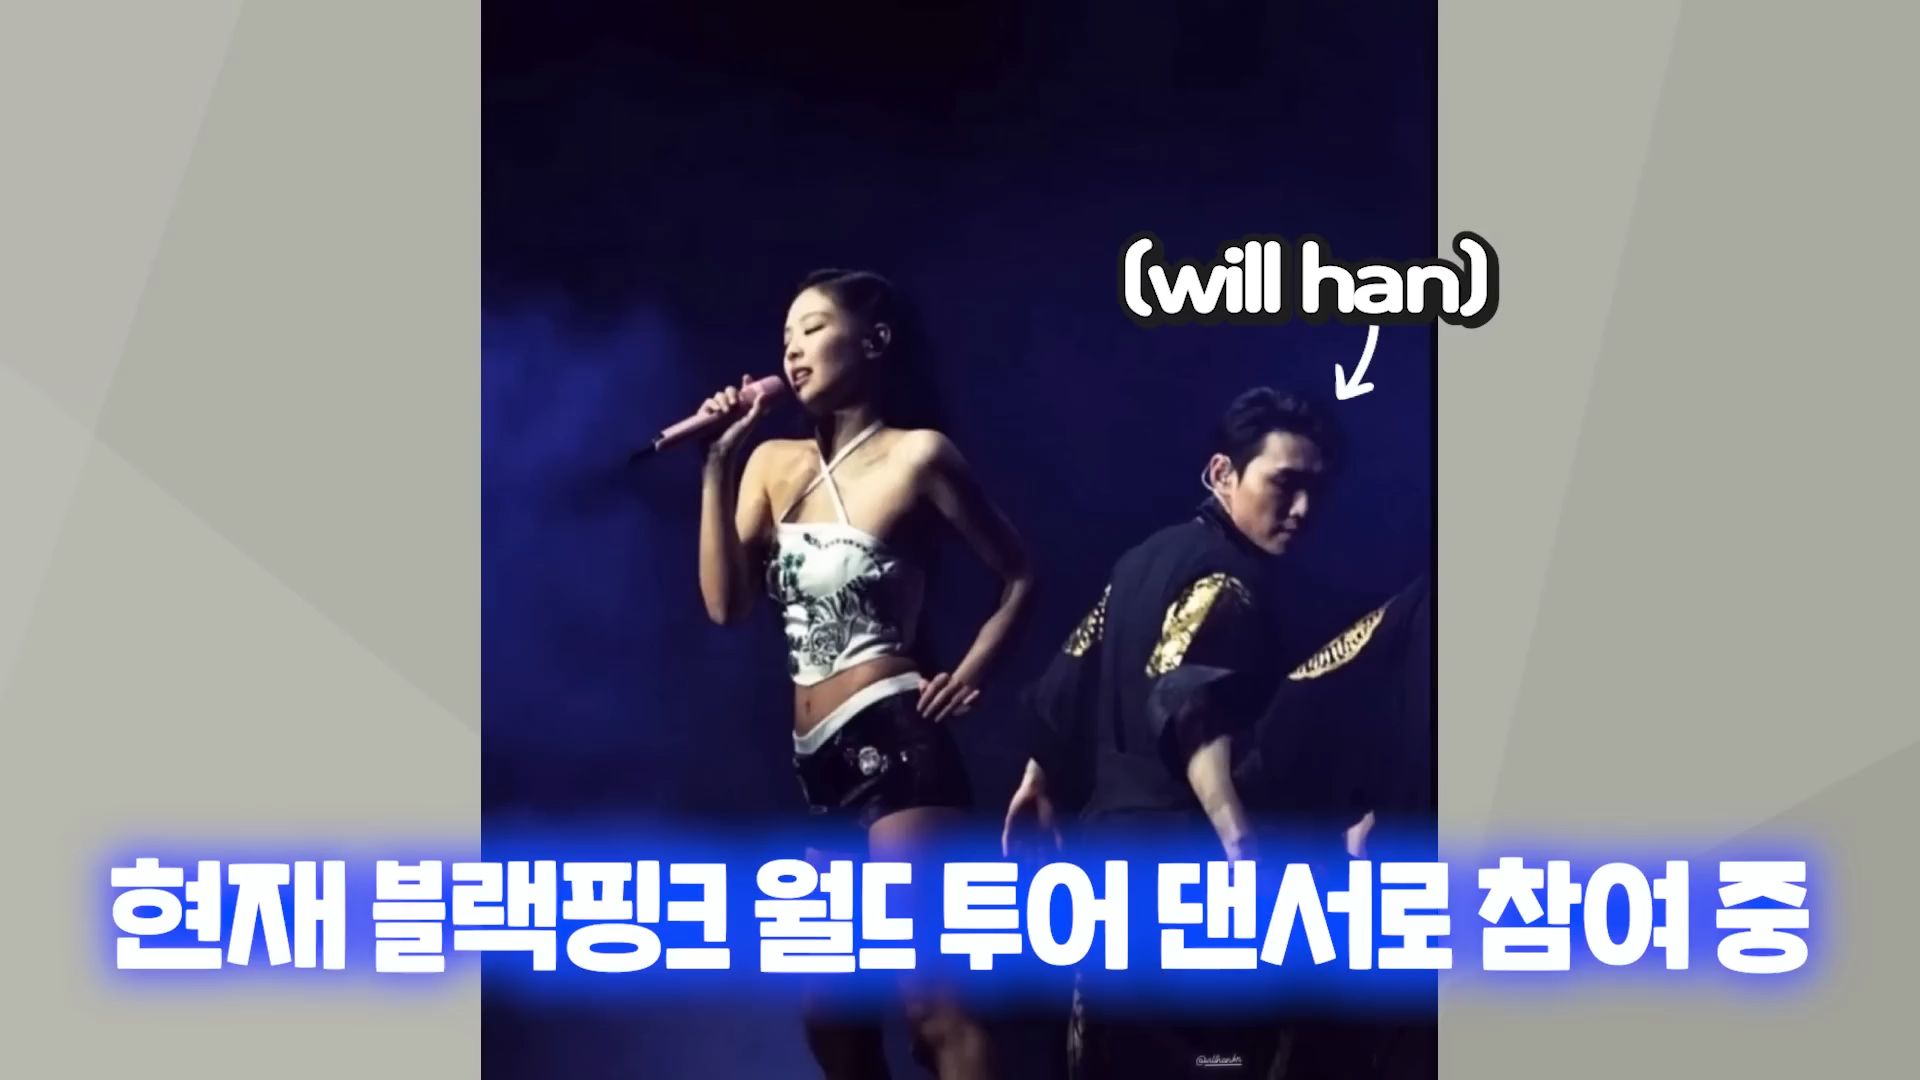 (will han)
현재 블랙핑크 월드 투어 댄서로 참여 중